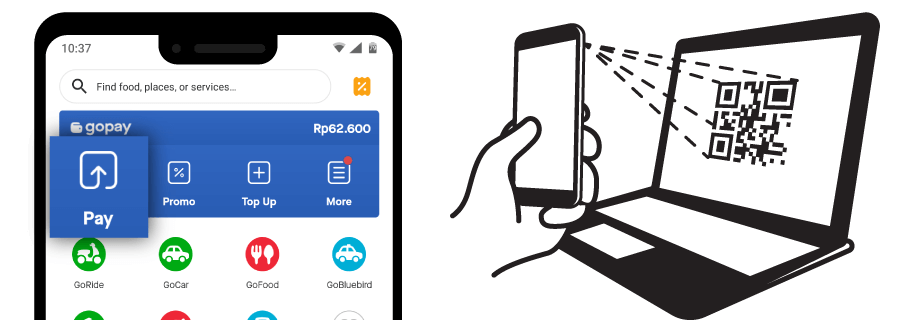 10:37
Find food, places, or services...
gopay
Rp62.600
Pay
Promo
Top Up
More
GoRide
GoCar
GoFood
GoBluebird